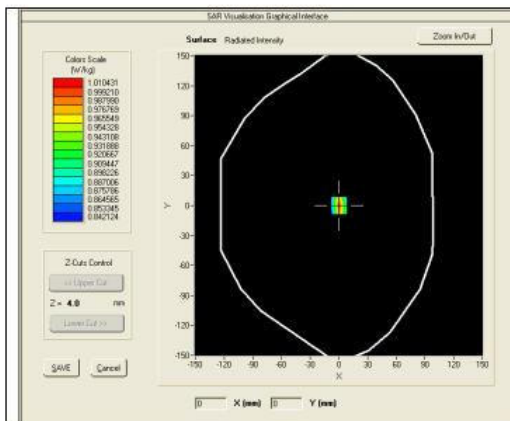 SAR Visualisation Graphical Interface
Surface Radiated Intensity
Zoom In/Out
Colors Scale
(W/kg)
1.010431
0.999210
0.987990
0.976769
0.965549
0.954328
0.943108
0.931888
0.920667
0.909447
0.898226
0.887006
0.875786
0.864565
0.853345
0.842124
150
120
90
60
30
0
-30
-60
-90
-120
-150
Y
-150 -120 -90 -60 -30 0 30 60 90 120 150
X
Z-Cuts Control
<< Upper Cut
Z = 4.0 mm
Lower Cut >>
SAVE Cancel
0 X (mm) 0 Y (mm)